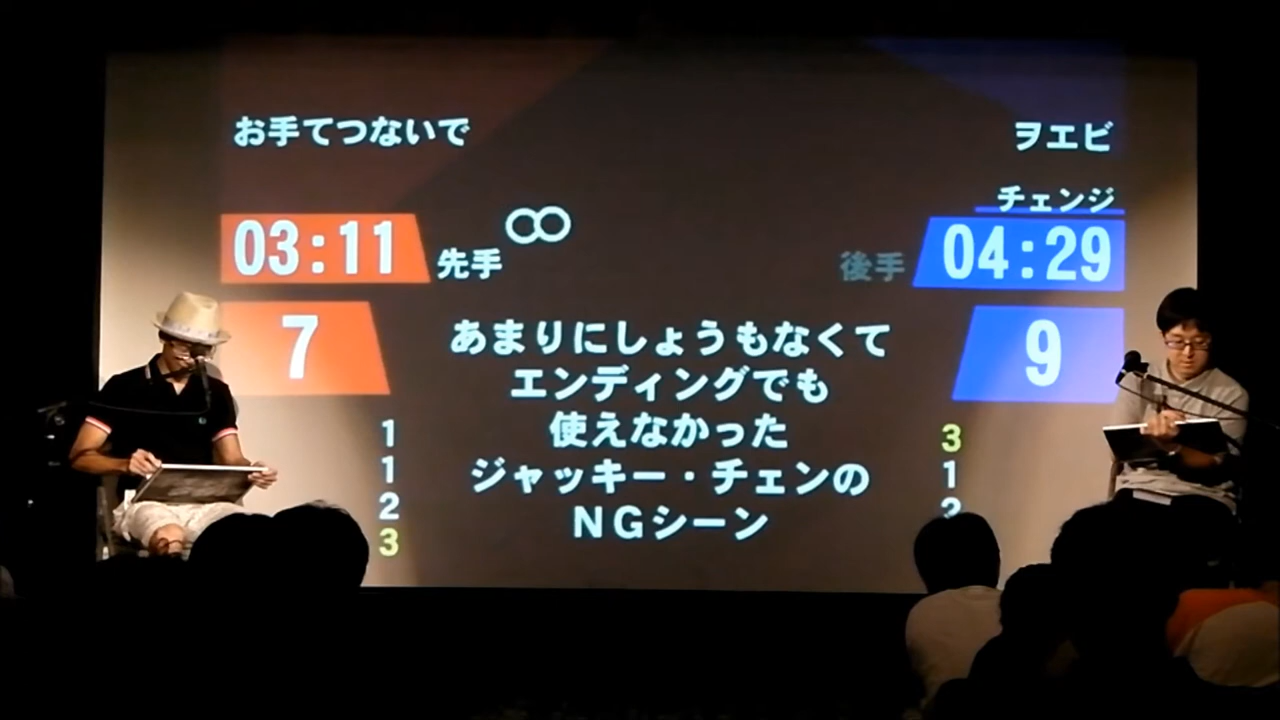 お手てつないで
ヲエビ
チェンジ
03:11
先手
∞
後手
04:29
7
9
あまりにしょうもなくて
エンディングでも
使えなかった
ジャッキー・チェンの
NGシーン
1
1
2
3
3
1
2